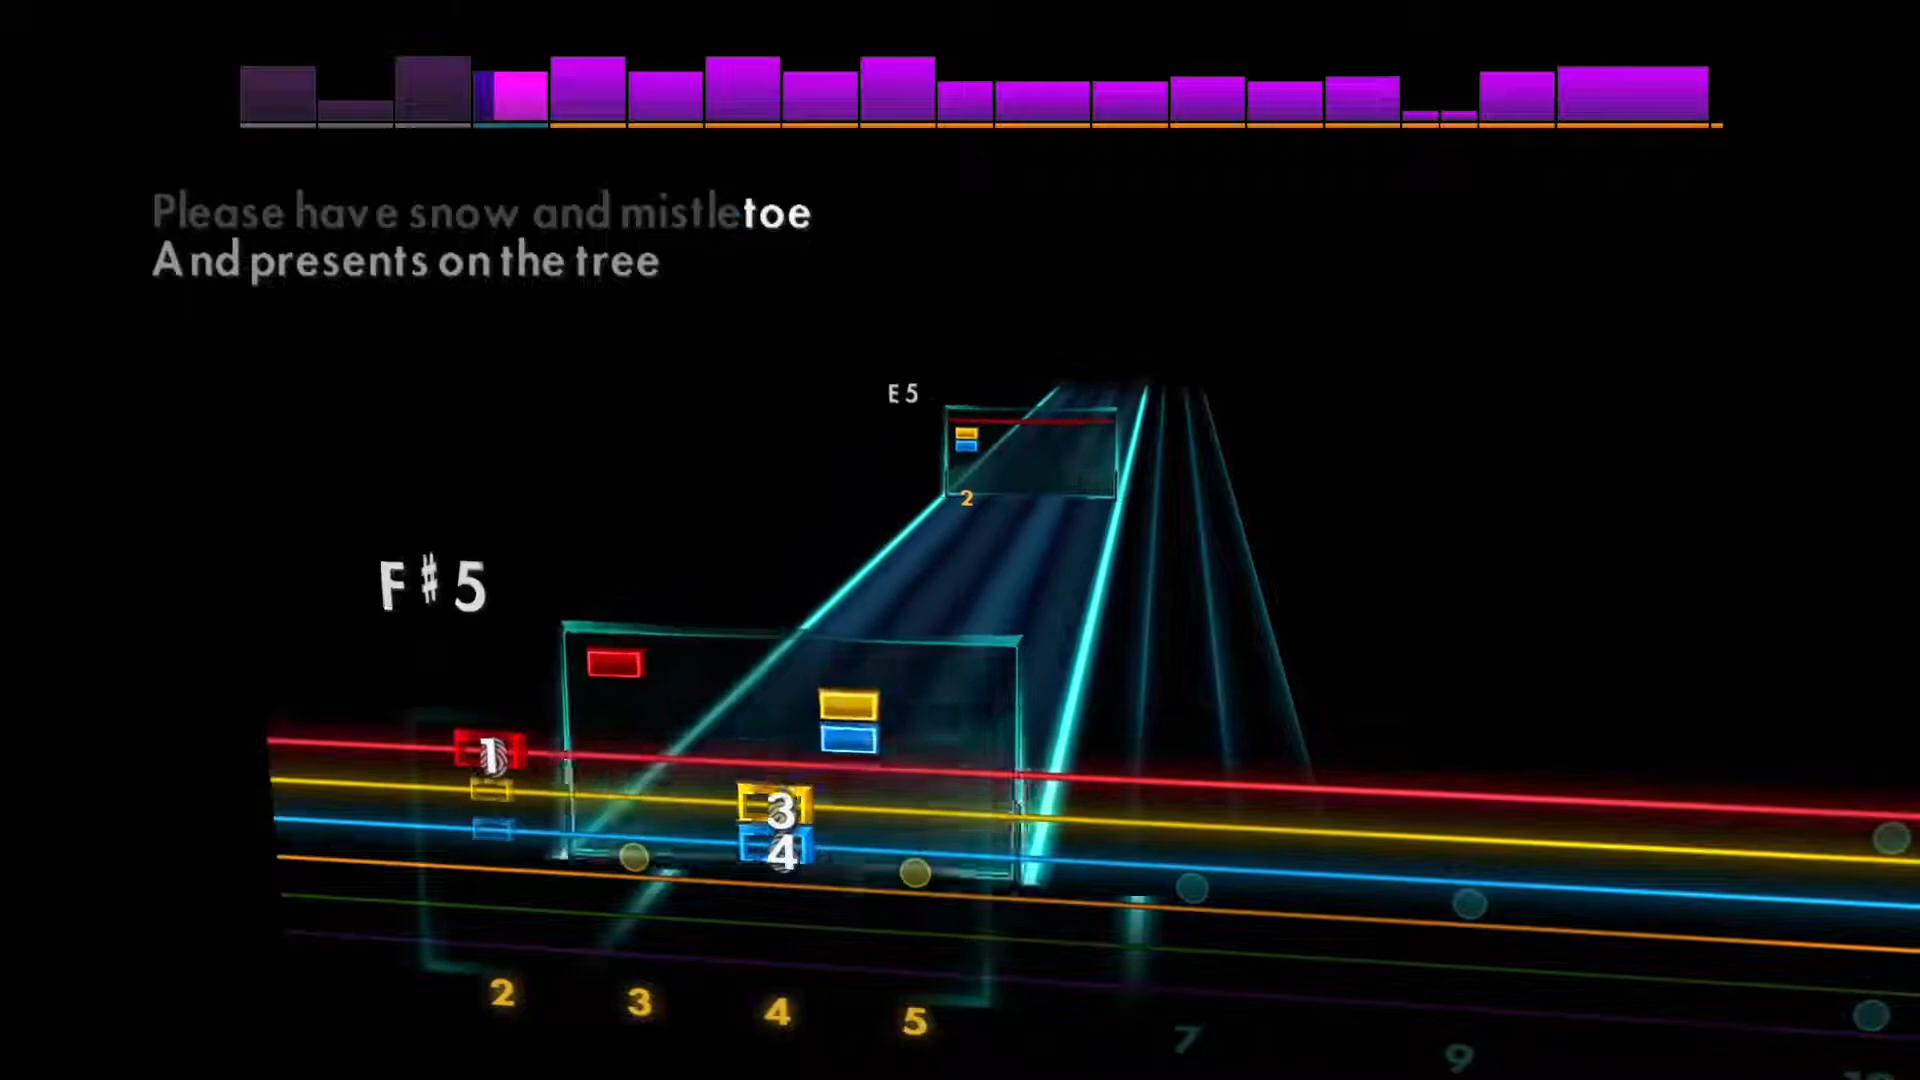 Please have snow and mistletoe
And presents on the tree
E5
2
F#5
1
3
4
2 3 4 5 7 9